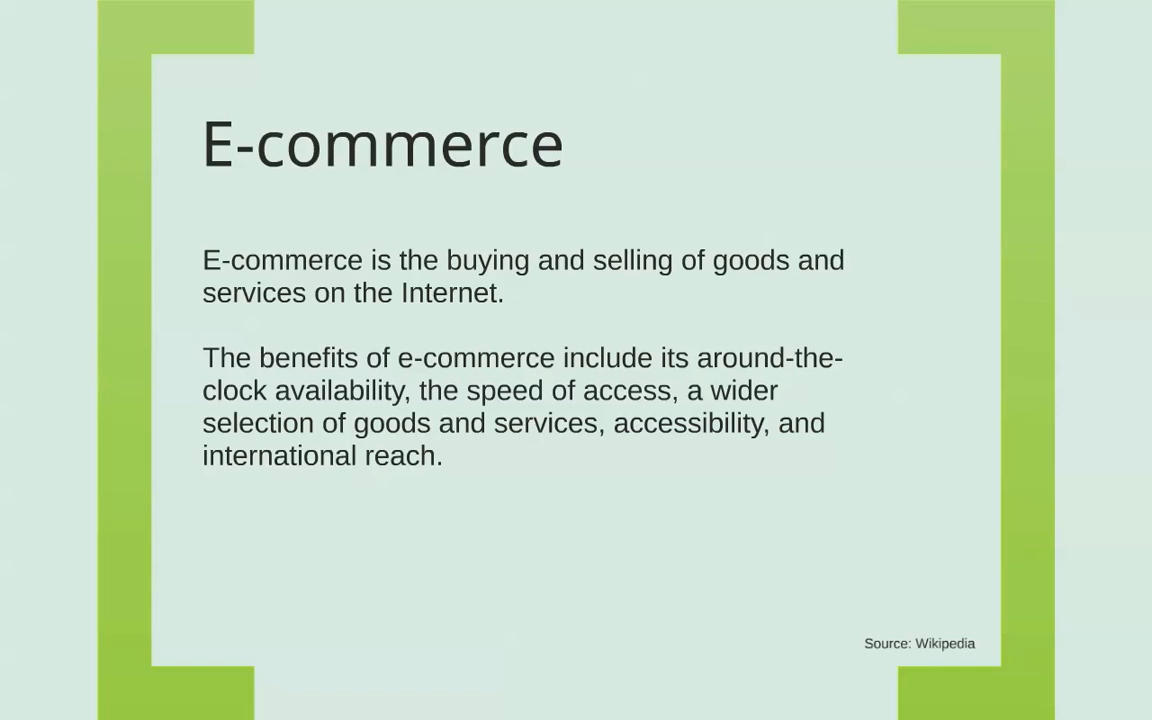 E-commerce
E-commerce is the buying and selling of goods and
services on the Internet.
The benefits of e-commerce include its around-the-
clock availability, the speed of access, a wider
selection of goods and services, accessibility, and
international reach.
Source: Wikipedia